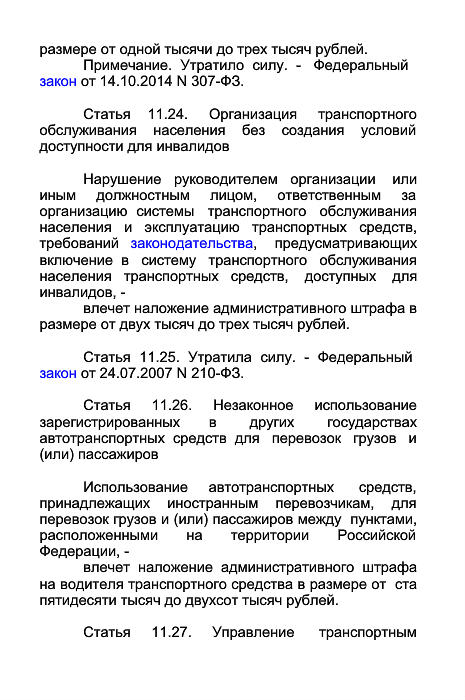 размере от одной тысячи до трех тысяч рублей.
Примечание. Утратило силу. - Федеральный
закон от 14.10.2014 N 307-ФЗ.
Статья 11.24. Организация транспортного
обслуживания населения без создания условий
доступности для инвалидов
Нарушение руководителем организации или
иным должностным лицом, ответственным за
организацию системы транспортного обслуживания
населения и эксплуатацию транспортных средств,
требований законодательства, предусматривающих
включение в систему транспортного обслуживания
населения транспортных средств, доступных для
инвалидов, -
влечет наложение административного штрафа в
размере от двух тысяч до трех тысяч рублей.
Статья 11.25. Утратила силу. - Федеральный
закон от 24.07.2007 N 210-ФЗ.
Статья 11.26. Незаконное использование
зарегистрированных в других государствах
автотранспортных средств для перевозок грузов и
(или) пассажиров
Использование автотранспортных средств,
принадлежащих иностранным перевозчикам, для
перевозок грузов и (или) пассажиров между пунктами,
расположенными на территории Российской
Федерации, -
влечет наложение административного штрафа
на водителя транспортного средства в размере от ста
пятидесяти тысяч до двухсот тысяч рублей.
Статья 11.27. Управление транспортным